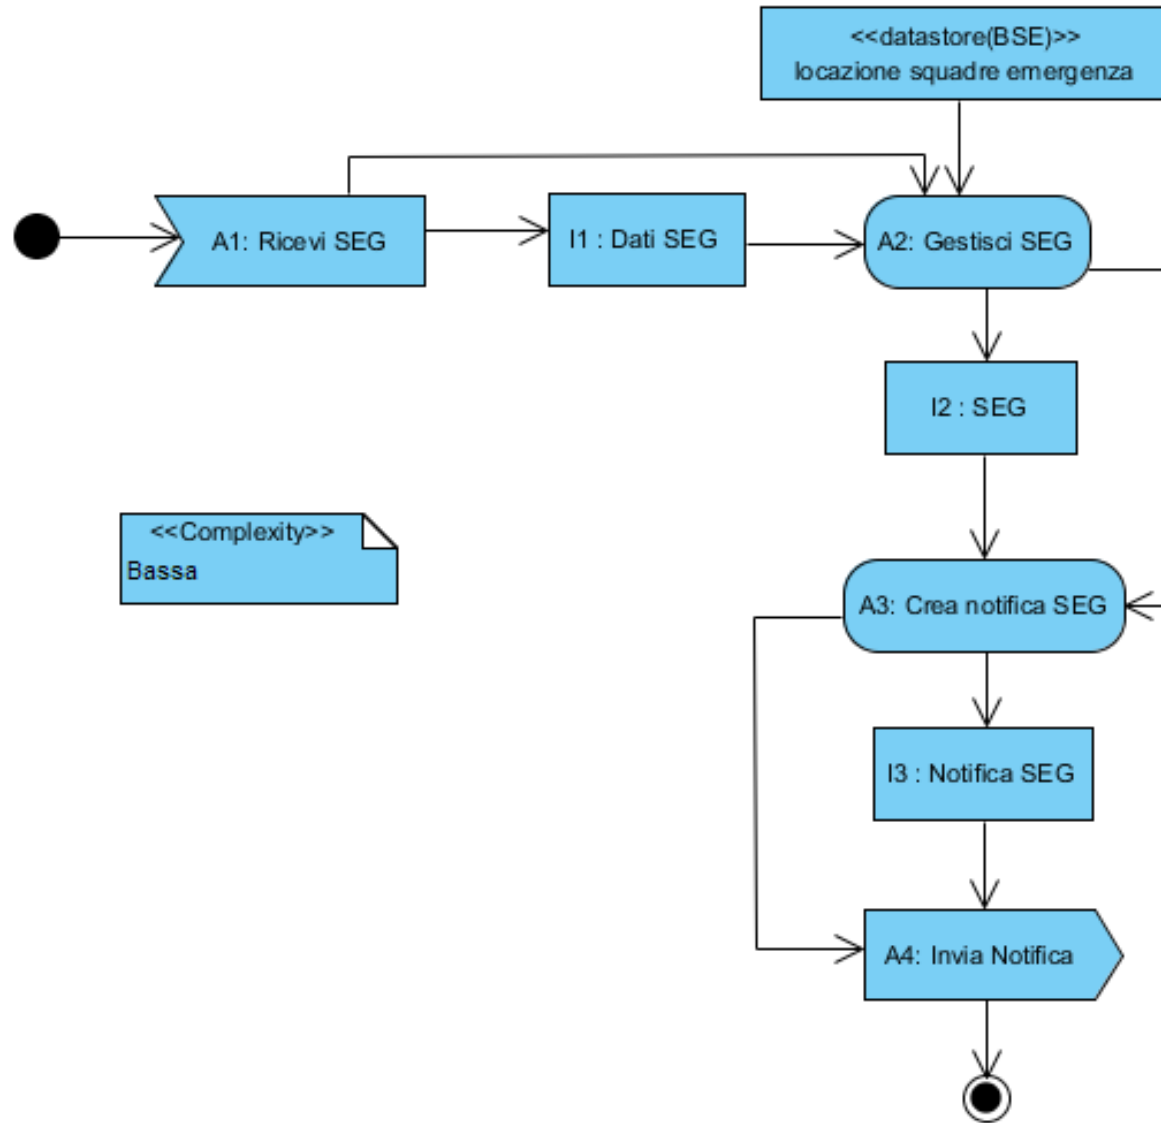 <<datastore(BSE)>>
locazione squadre emergenza
A1: Ricevi SEG
I1 : Dati SEG
A2: Gestisci SEG
I2 : SEG
<<Complexity>>
Bassa
A3: Crea notifica SEG
I3 : Notifica SEG
A4: Invia Notifica